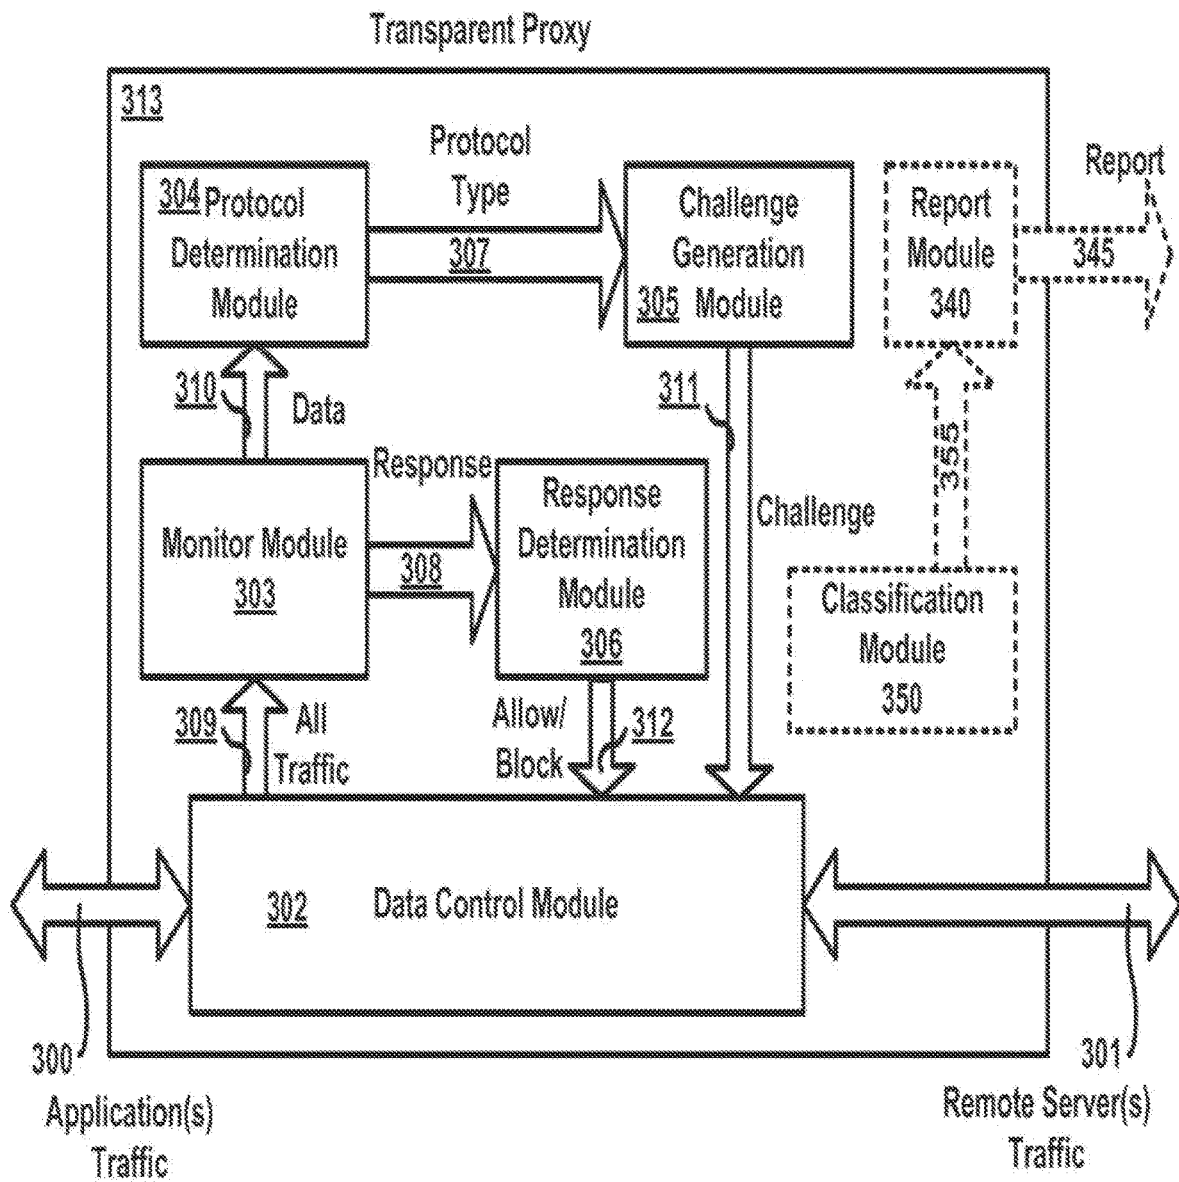 Transparent Proxy
313
Protocol
Type
307
304 Protocol
Determination
Module
Challenge
Generation
305 Module
Report
Module
340
Report
345
310
Data
311
355
Response
308
Monitor Module
303
Response
Determination
Module
306
Challenge
Classification
Module
350
309
All
Traffic
Allow/
Block
312
302
Data Control Module
300
Application(s)
Traffic
301
Remote Server(s)
Traffic